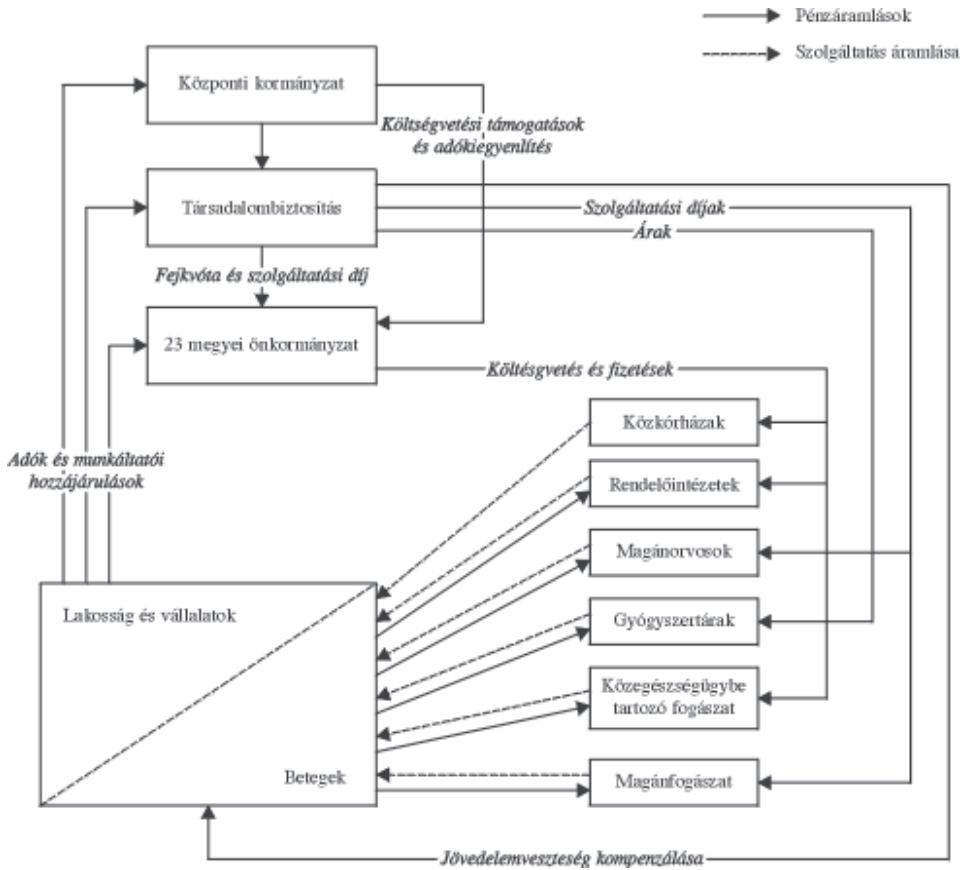 Pénzáramlások
Szolgáltatás áramlása
Központi kormányzat
Költségvetési támogatások
és adókiegyenlítés
Társadalombiztosítás
Szolgáltatási díjak
Árak
Fejkvóta és szolgáltatási díj
23 megyei önkormányzat
Költésgvetés és fizetések
Közkórházak
Adók és munkáltatói
hozzájárulások
Rendelőintézetek
Magánorvosok
Lakosság és vállalatok
Gyógyszertárak
Közegészségügybe
tartozó fogászat
Betegek
Magánfogászat
Jövedelemveszteség kompenzálása